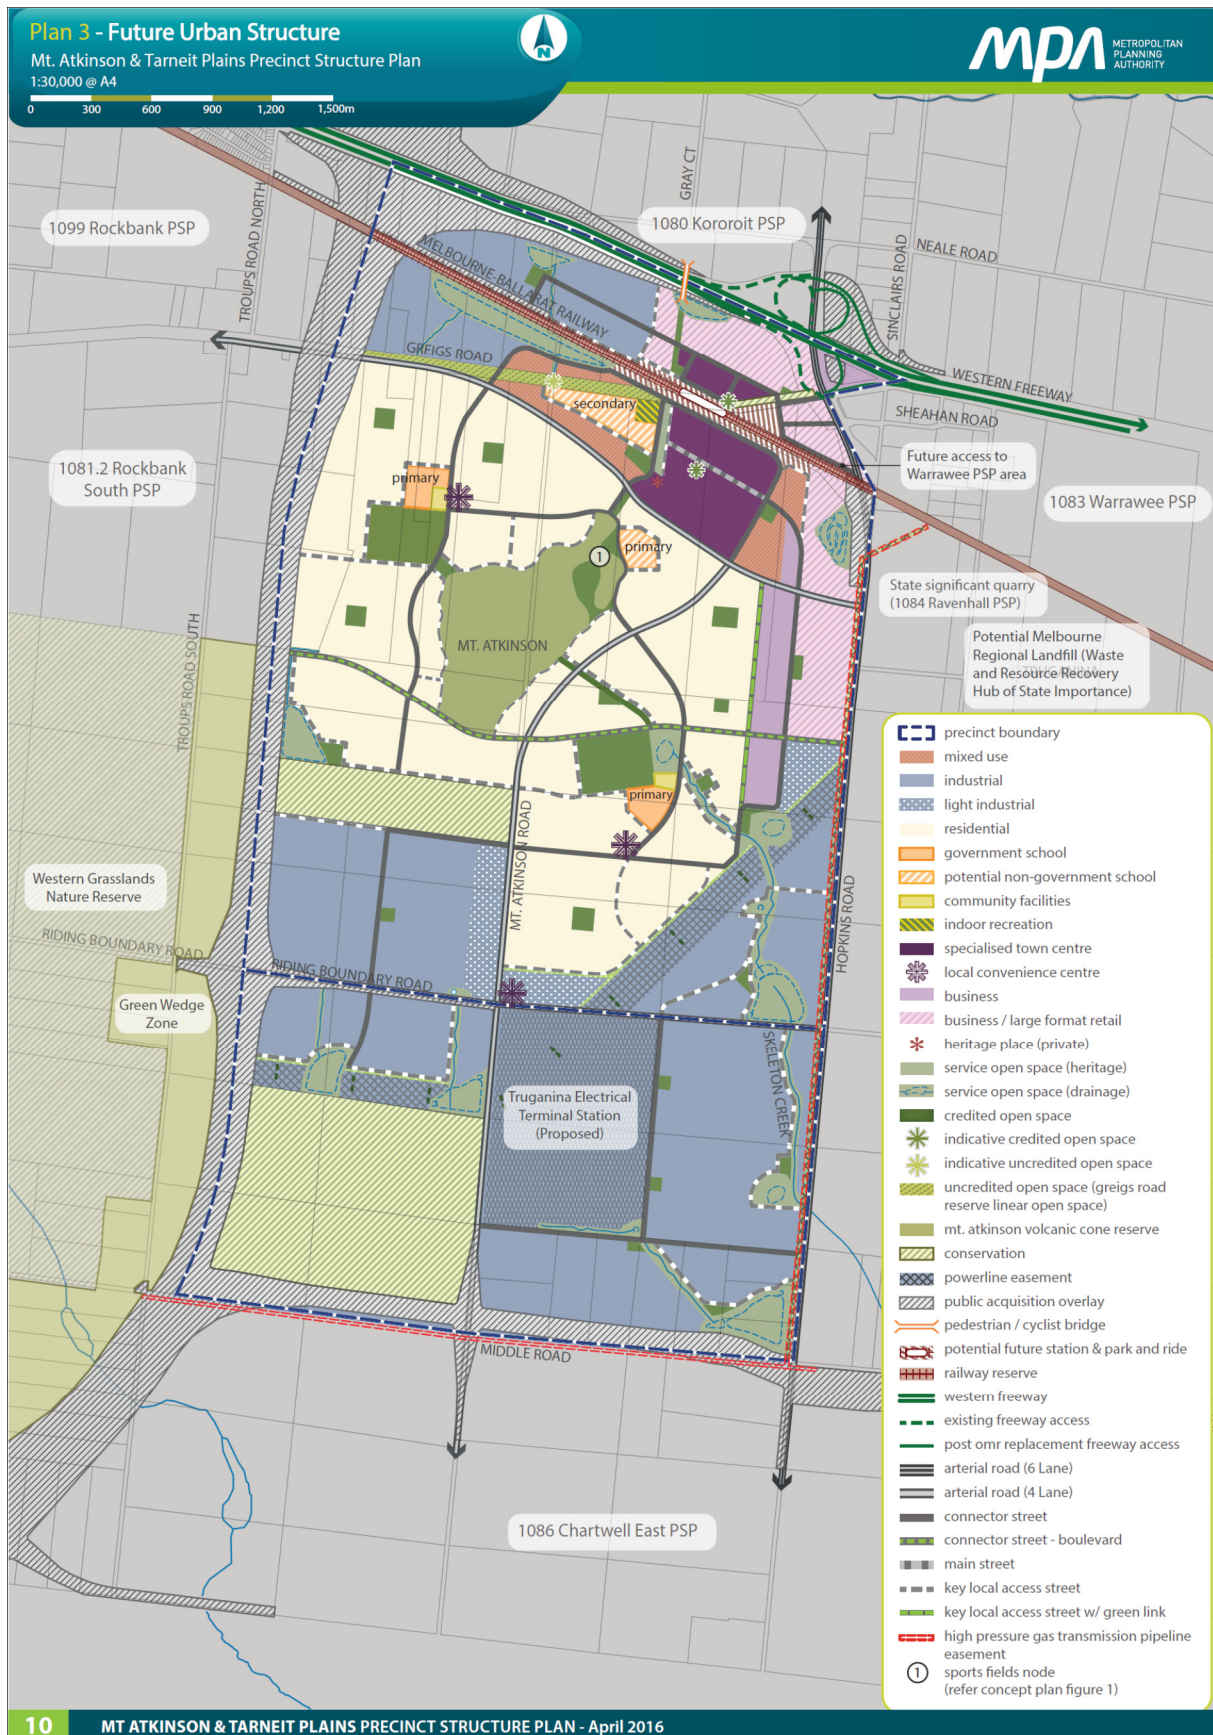 Plan 3 - Future Urban Structure
Mt. Atkinson & Tarneit Plains Precinct Structure Plan
1:30,000 @ A4
0 300 600 900 1,200 1,500m
N
MPA
METROPOLITAN
PLANNING
AUTHORITY
1099 Rockbank PSP
TROUPS ROAD NORTH
GRAY CT
1080 Kororoit PSP
NEALE ROAD
SINCLAIRS ROAD
MELBOURNE-BALLARAT RAILWAY
GREIGS ROAD
WESTERN FREEWAY
SHEAHAN ROAD
secondary
Future access to
Warrawee PSP area
1081.2 Rockbank
South PSP
primary
1083 Warrawee PSP
primary
1
State significant quarry
(1084 Ravenhall PSP)
MT. ATKINSON
Potential Melbourne
Regional Landfill (Waste
and Resource Recovery
Hub of State Importance)
TRUGANINA
TROUPS ROAD SOUTH
primary
MT. ATKINSON ROAD
HOPKINS ROAD
Western Grasslands
Nature Reserve
RIDING BOUNDARY ROAD
RIDING BOUNDARY ROAD
Green Wedge
Zone
SKELETON CREEK
Truganina Electrical
Terminal Station
(Proposed)
MIDDLE ROAD
1086 Chartwell East PSP
precinct boundary
mixed use
industrial
light industrial
residential
government school
potential non-government school
community facilities
indoor recreation
specialised town centre
local convenience centre
business
business / large format retail
heritage place (private)
service open space (heritage)
service open space (drainage)
credited open space
indicative credited open space
indicative uncredited open space
uncredited open space (greigs road
reserve linear open space)
mt. atkinson volcanic cone reserve
conservation
powerline easement
public acquisition overlay
pedestrian / cyclist bridge
potential future station & park and ride
railway reserve
western freeway
existing freeway access
post omr replacement freeway access
arterial road (6 Lane)
arterial road (4 Lane)
connector street
connector street - boulevard
main street
key local access street
key local access street w/ green link
high pressure gas transmission pipeline
easement
1 sports fields node
(refer concept plan figure 1)
10 MT ATKINSON & TARNEIT PLAINS PRECINCT STRUCTURE PLAN - April 2016